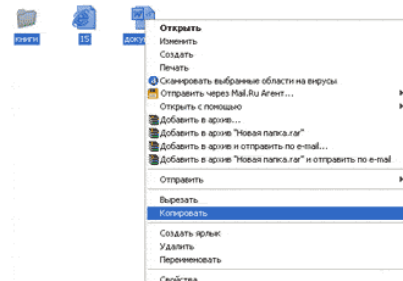 книги
15
доку
Открыть
Изменить
Создать
Печать
Сканировать выбранные области на вирусы
Отправить через Mail.Ru Агент...
Открыть с помощью
Добавить в архив...
Добавить в архив "Новая папка.rar"
Добавить в архив и отправить по e-mail...
Добавить в архив "Новая папка.rar" и отправить по e-mail
Отправить
Вырезать
Копировать
Создать ярлык
Удалить
Переименовать
Свойства